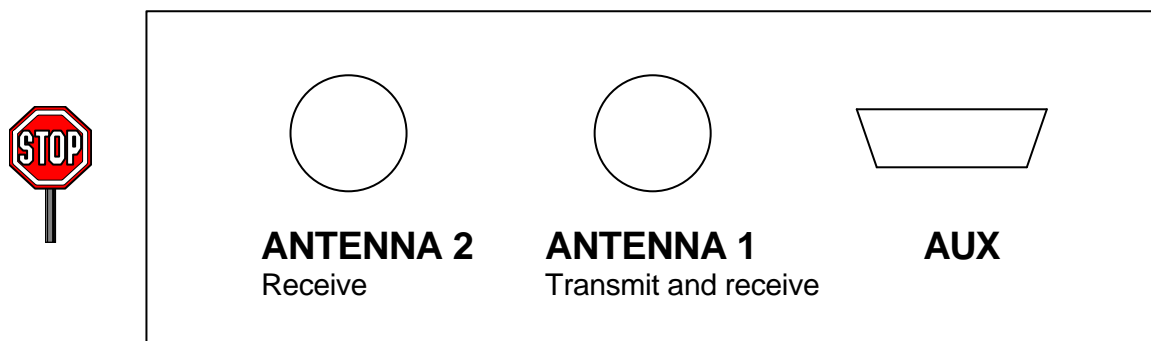 STOP
ANTENNA 2
Receive
ANTENNA 1
Transmit and receive
AUX